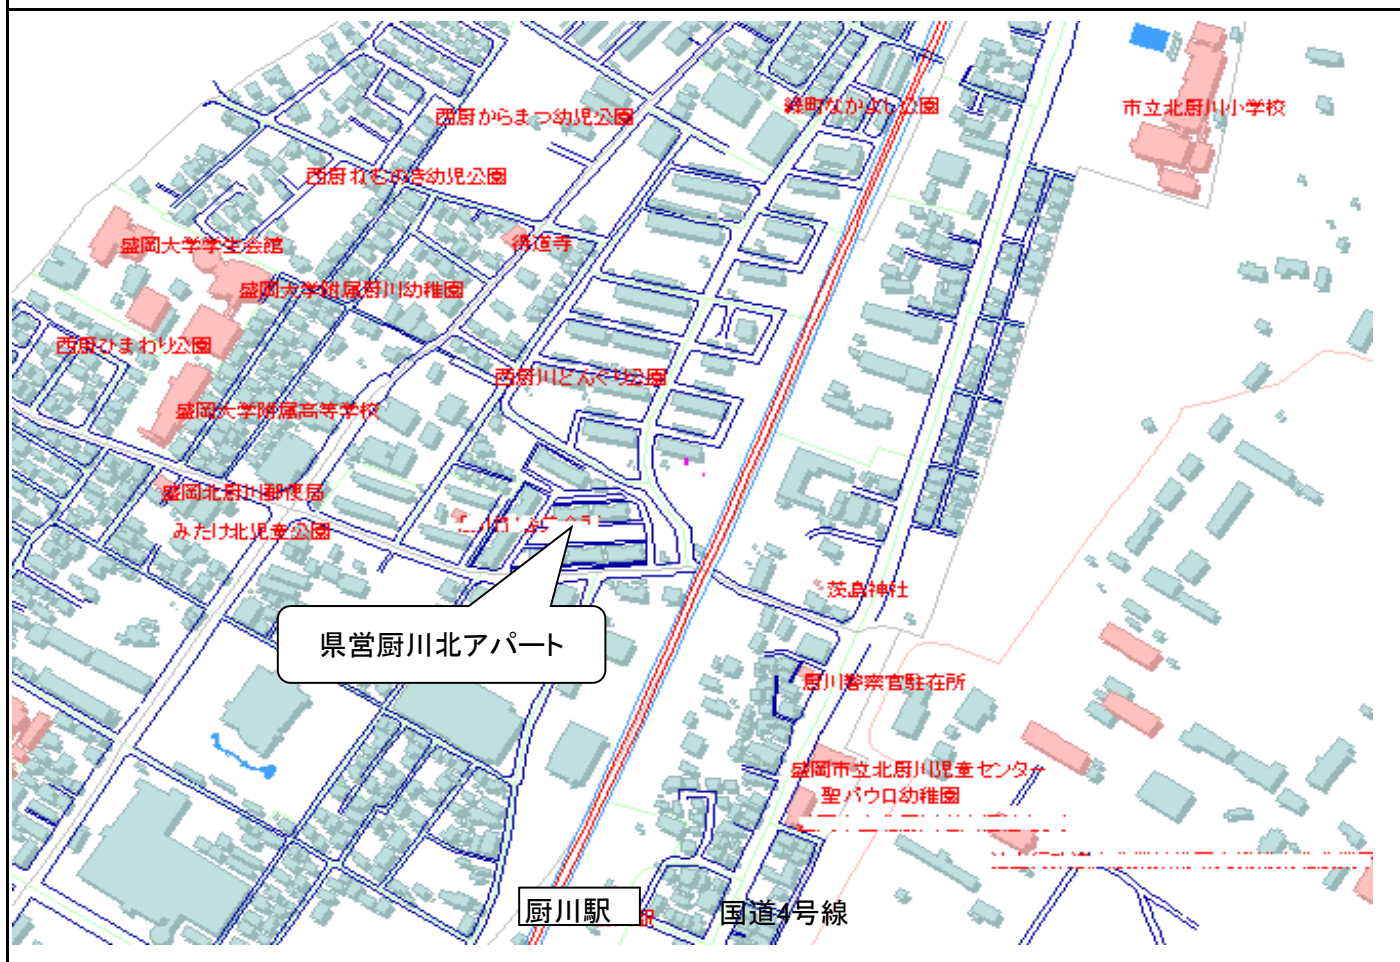 西厨からまつ幼児公園
緑町なかよし公園
市立北厨川小学校
西厨ねむのき幼児公園
盛岡大学学生会館
得道寺
盛岡大学附属厨川幼稚園
西厨ひまわり公園
西厨川どんぐり公園
盛岡大学附属高等学校
盛岡北厨川郵便局
みたけ北児童公園
茨島神社
県営厨川北アパート
厨川警察官駐在所
盛岡市立北厨川児童センター
聖パウロ幼稚園
厨川駅
国道4号線